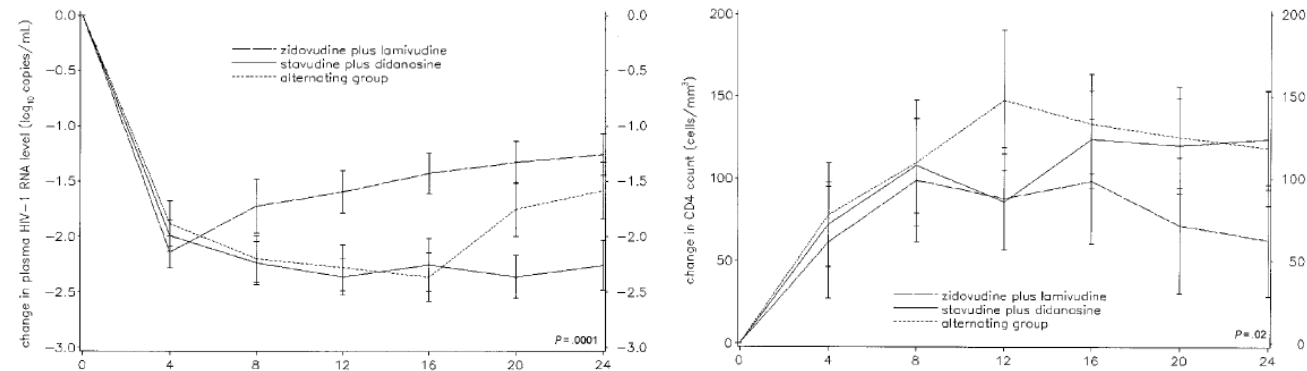 change in plasma HIV-1 RNA level (log10 copies/mL)
0.0
-0.5
-1.0
-1.5
-2.0
-2.5
-3.0
zidovudine plus lamivudine
stavudine plus didanosine
alternating group
P=.0001
0.0
-0.5
-1.0
-1.5
-2.0
-2.5
-3.0
0 4 8 12 16 20 24
change in CD4 count (cells/mm³)
200
150
100
50
0
zidovudine plus lamivudine
stavudine plus didanosine
alternating group
P=.02
200
150
100
50
0
0 4 8 12 16 20 24